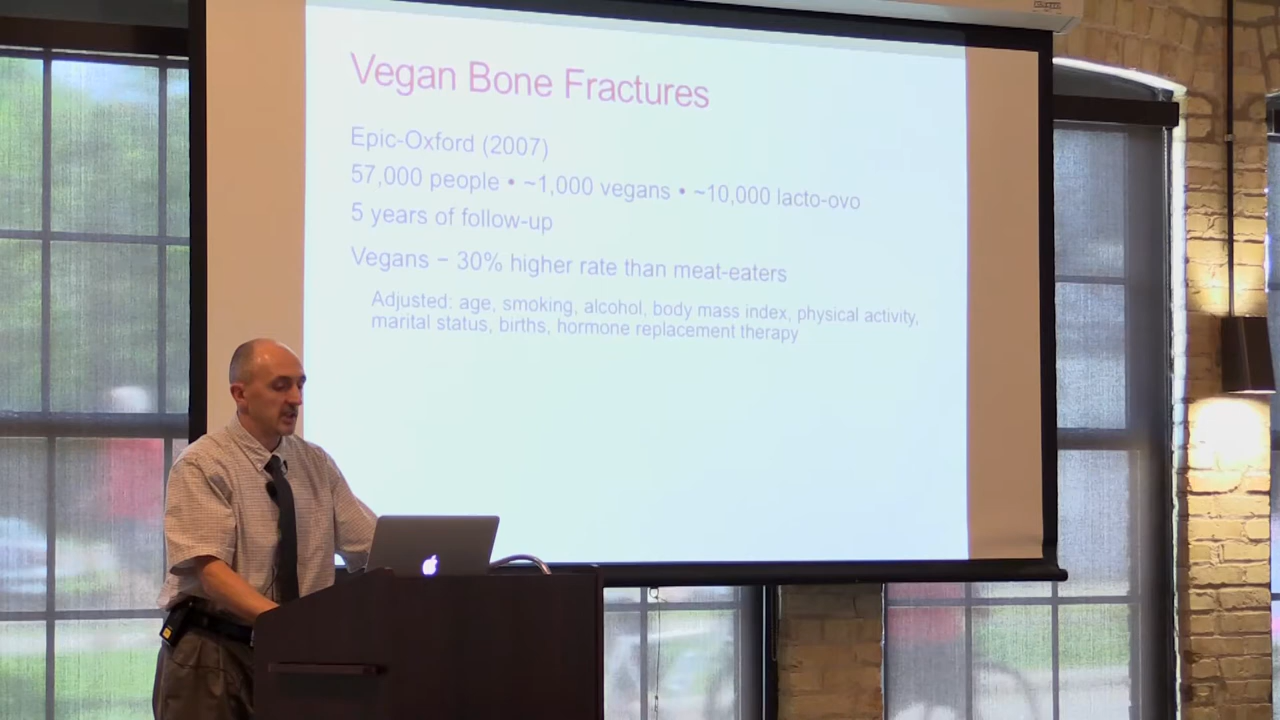 Vegan Bone Fractures
Epic-Oxford (2007)
57,000 people • ~1,000 vegans • ~10,000 lacto-ovo
5 years of follow-up
Vegans − 30% higher rate than meat-eaters
Adjusted: age, smoking, alcohol, body mass index, physical activity,
marital status, births, hormone replacement therapy